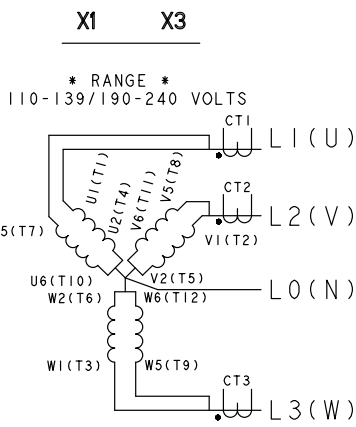 X1 X3
* RANGE *
110-139/190-240 VOLTS
CT1
L1(U)
U1(T1)
U2(T4)
V6(T11)
V5(T8)
CT2
L2(V)
5(T7)
V1(T2)
U6(T10)
V2(T5)
W2(T6)
W6(T12)
L0(N)
W1(T3)
W5(T9)
CT3
L3(W)